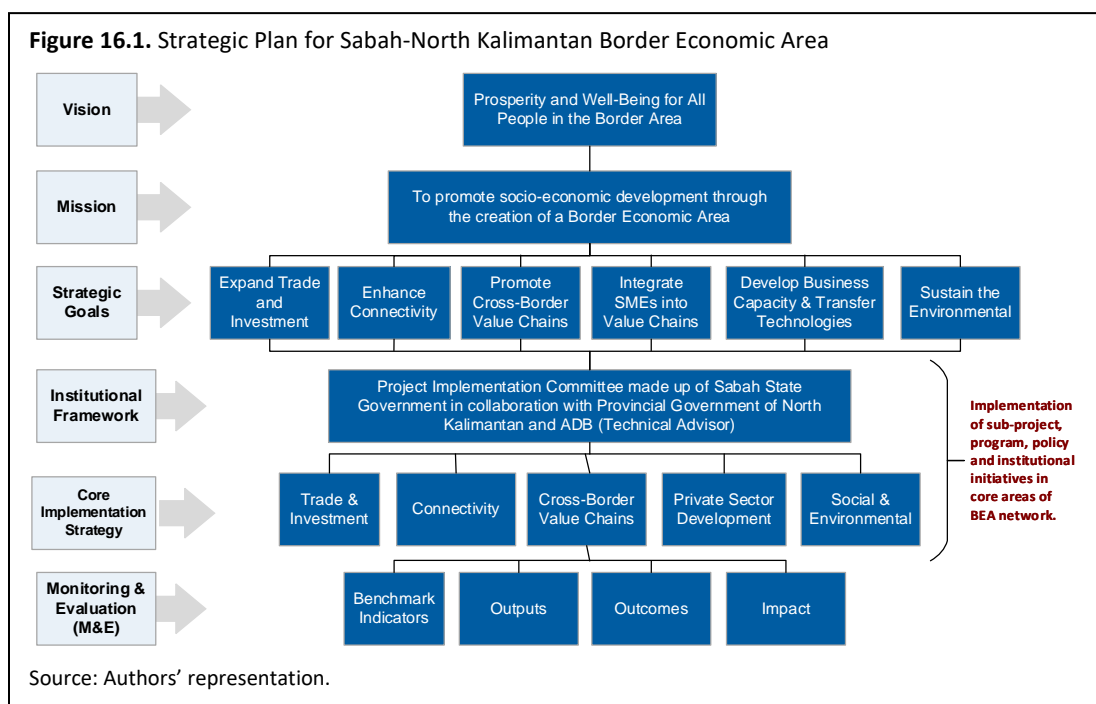 Figure 16.1. Strategic Plan for Sabah-North Kalimantan Border Economic Area
Vision
Prosperity and Well-Being for All
People in the Border Area
Mission
To promote socio-economic development through
the creation of a Border Economic Area
Strategic
Goals
Expand Trade
and
Investment
Enhance
Connectivity
Promote
Cross-Border
Value Chains
Integrate
SMEs into
Value Chains
Develop Business
Capacity & Transfer
Technologies
Sustain the
Environmental
Institutional
Framework
Project Implementation Committee made up of Sabah State
Government in collaboration with Provincial Government of North
Kalimantan and ADB (Technical Advisor)
Implementation
of sub-project,
program, policy
and institutional
initiatives in
core areas of
BEA network.
Core
Implementation
Strategy
Trade &
Investment
Connectivity
Cross-Border
Value Chains
Private Sector
Development
Social &
Environmental
Monitoring &
Evaluation
(M&E)
Benchmark
Indicators
Outputs
Outcomes
Impact
Source: Authors' representation.